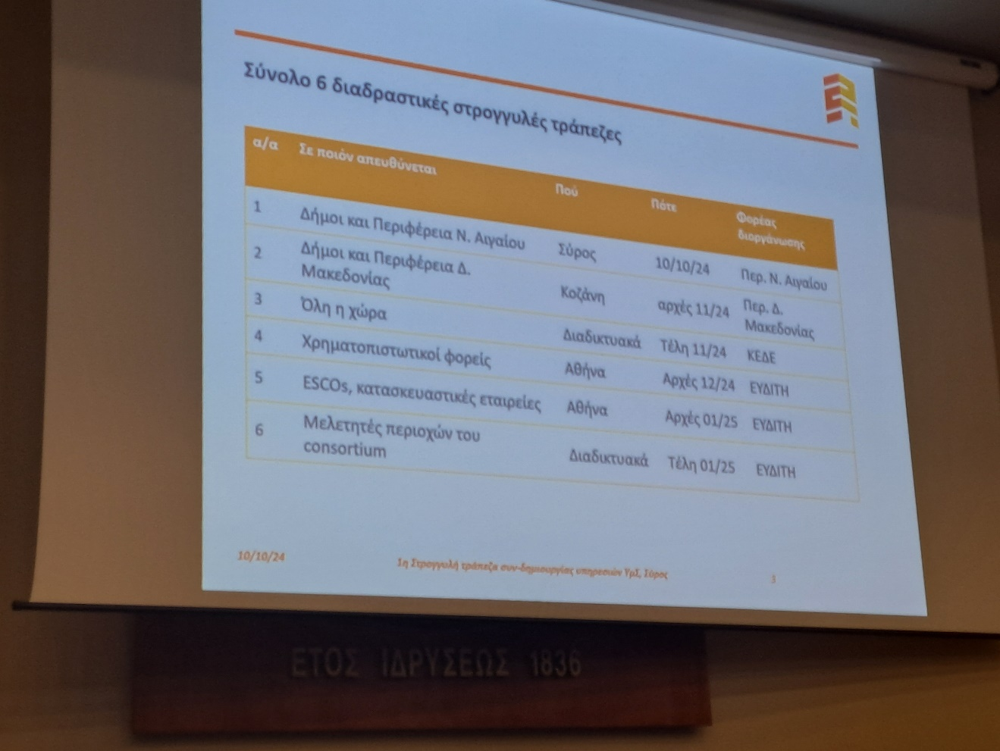 Σύνολο 6 διαδραστικές στρογγυλές τράπεζες
α/α Σε ποιόν απευθύνεται Πού Πότε Φορέας διοργάνωσης
1 Δήμοι και Περιφέρεια Ν. Αιγαίου Σύρος 10/10/24 Περ. Ν. Αιγαίου
2 Δήμοι και Περιφέρεια Δ. Μακεδονίας Κοζάνη αρχές 11/24 Περ. Δ. Μακεδονίας
3 Όλη η χώρα Διαδικτυακά Τέλη 11/24 ΚΕΔΕ
4 Χρηματοπιστωτικοί φορείς Αθήνα Αρχές 12/24 ΕΥΔΙΤΗ
5 ESCOs, κατασκευαστικές εταιρείες Αθήνα Αρχές 01/25 ΕΥΔΙΤΗ
6 Μελετητές περιοχών του consortium Διαδικτυακά Τέλη 01/25 ΕΥΔΙΤΗ
10/10/24 1η Στρογγυλή τράπεζα συν-δημιουργίας υπηρεσιών ΥμΣ, Σύρος 3
ΕΤΟΣ ΙΔΡΥΣΕΩΣ 1836